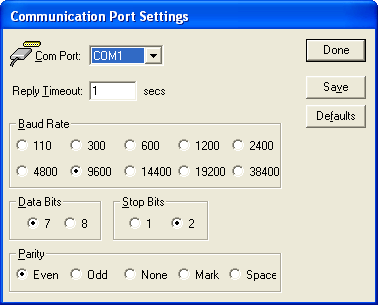 Communication Port Settings
Com Port: COM1 Done
Reply Timeout: 1 secs Save
Defaults
Baud Rate
110 300 600 1200 2400
4800 9600 14400 19200 38400
Data Bits Stop Bits
7 8 1 2
Parity
Even Odd None Mark Space